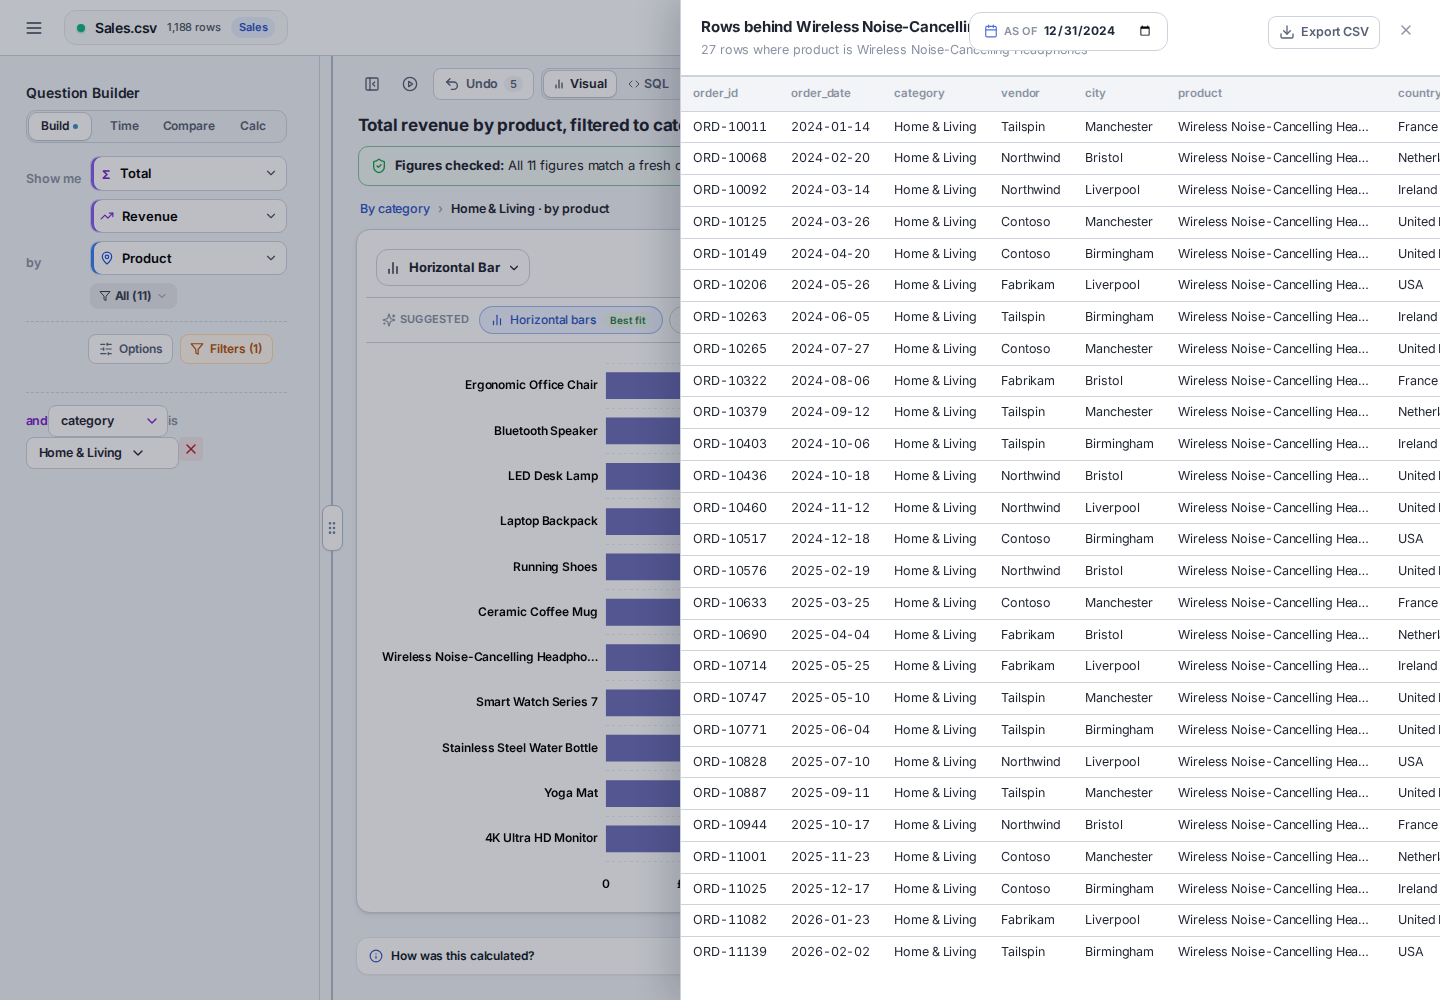 Sales.csv 1,188 rows Sales
Question Builder
Build Time Compare Calc
Show me Total
Revenue
by Product
All (11)
Options Filters (1)
and category is
Home & Living
Undo 5 Visual SQL
Total revenue by product, filtered to
Figures checked: All 11 figures match a fresh
By category › Home & Living · by product
Horizontal Bar
SUGGESTED Horizontal bars Best fit
Ergonomic Office Chair
Bluetooth Speaker
LED Desk Lamp
Laptop Backpack
Running Shoes
Ceramic Coffee Mug
Wireless Noise-Cancelling Headpho...
Smart Watch Series 7
Stainless Steel Water Bottle
Yoga Mat
4K Ultra HD Monitor
0
How was this calculated?
Rows behind Wireless
AS OF 12/31/2024
Export CSV
27 rows where product is Wireless Noise-Cancelling Headphones
order_id order_date category vendor city product country
ORD-10011 2024-01-14 Home & Living Tailspin Manchester Wireless Noise-Cancelling Hea... France
ORD-10068 2024-02-20 Home & Living Northwind Bristol Wireless Noise-Cancelling Hea...
ORD-10092 2024-03-14 Home & Living Northwind Liverpool Wireless Noise-Cancelling Hea... Ireland
ORD-10125 2024-03-26 Home & Living Contoso Manchester Wireless Noise-Cancelling Hea... United
ORD-10149 2024-04-20 Home & Living Contoso Birmingham Wireless Noise-Cancelling Hea... United
ORD-10206 2024-05-26 Home & Living Fabrikam Liverpool Wireless Noise-Cancelling Hea... USA
ORD-10263 2024-06-05 Home & Living Tailspin Birmingham Wireless Noise-Cancelling Hea... Ireland
ORD-10265 2024-07-27 Home & Living Contoso Manchester Wireless Noise-Cancelling Hea... United
ORD-10322 2024-08-06 Home & Living Fabrikam Bristol Wireless Noise-Cancelling Hea... France
ORD-10379 2024-09-12 Home & Living Tailspin Manchester Wireless Noise-Cancelling Hea...
ORD-10403 2024-10-06 Home & Living Tailspin Birmingham Wireless Noise-Cancelling Hea... Ireland
ORD-10436 2024-10-18 Home & Living Northwind Bristol Wireless Noise-Cancelling Hea... United
ORD-10460 2024-11-12 Home & Living Northwind Liverpool Wireless Noise-Cancelling Hea... United
ORD-10517 2024-12-18 Home & Living Contoso Birmingham Wireless Noise-Cancelling Hea... USA
ORD-10576 2025-02-19 Home & Living Northwind Bristol Wireless Noise-Cancelling Hea... United
ORD-10633 2025-03-25 Home & Living Contoso Manchester Wireless Noise-Cancelling Hea... France
ORD-10690 2025-04-04 Home & Living Fabrikam Bristol Wireless Noise-Cancelling Hea...
ORD-10714 2025-05-25 Home & Living Fabrikam Liverpool Wireless Noise-Cancelling Hea... Ireland
ORD-10747 2025-05-10 Home & Living Tailspin Manchester Wireless Noise-Cancelling Hea... United
ORD-10771 2025-06-04 Home & Living Tailspin Birmingham Wireless Noise-Cancelling Hea... United
ORD-10828 2025-07-10 Home & Living Northwind Liverpool Wireless Noise-Cancelling Hea... USA
ORD-10887 2025-09-11 Home & Living Tailspin Manchester Wireless Noise-Cancelling Hea... United
ORD-10944 2025-10-17 Home & Living Northwind Bristol Wireless Noise-Cancelling Hea... France
ORD-11001 2025-11-23 Home & Living Contoso Manchester Wireless Noise-Cancelling Hea...
ORD-11025 2025-12-17 Home & Living Contoso Birmingham Wireless Noise-Cancelling Hea... Ireland
ORD-11082 2026-01-23 Home & Living Fabrikam Liverpool Wireless Noise-Cancelling Hea... United
ORD-11139 2026-02-02 Home & Living Tailspin Birmingham Wireless Noise-Cancelling Hea... USA